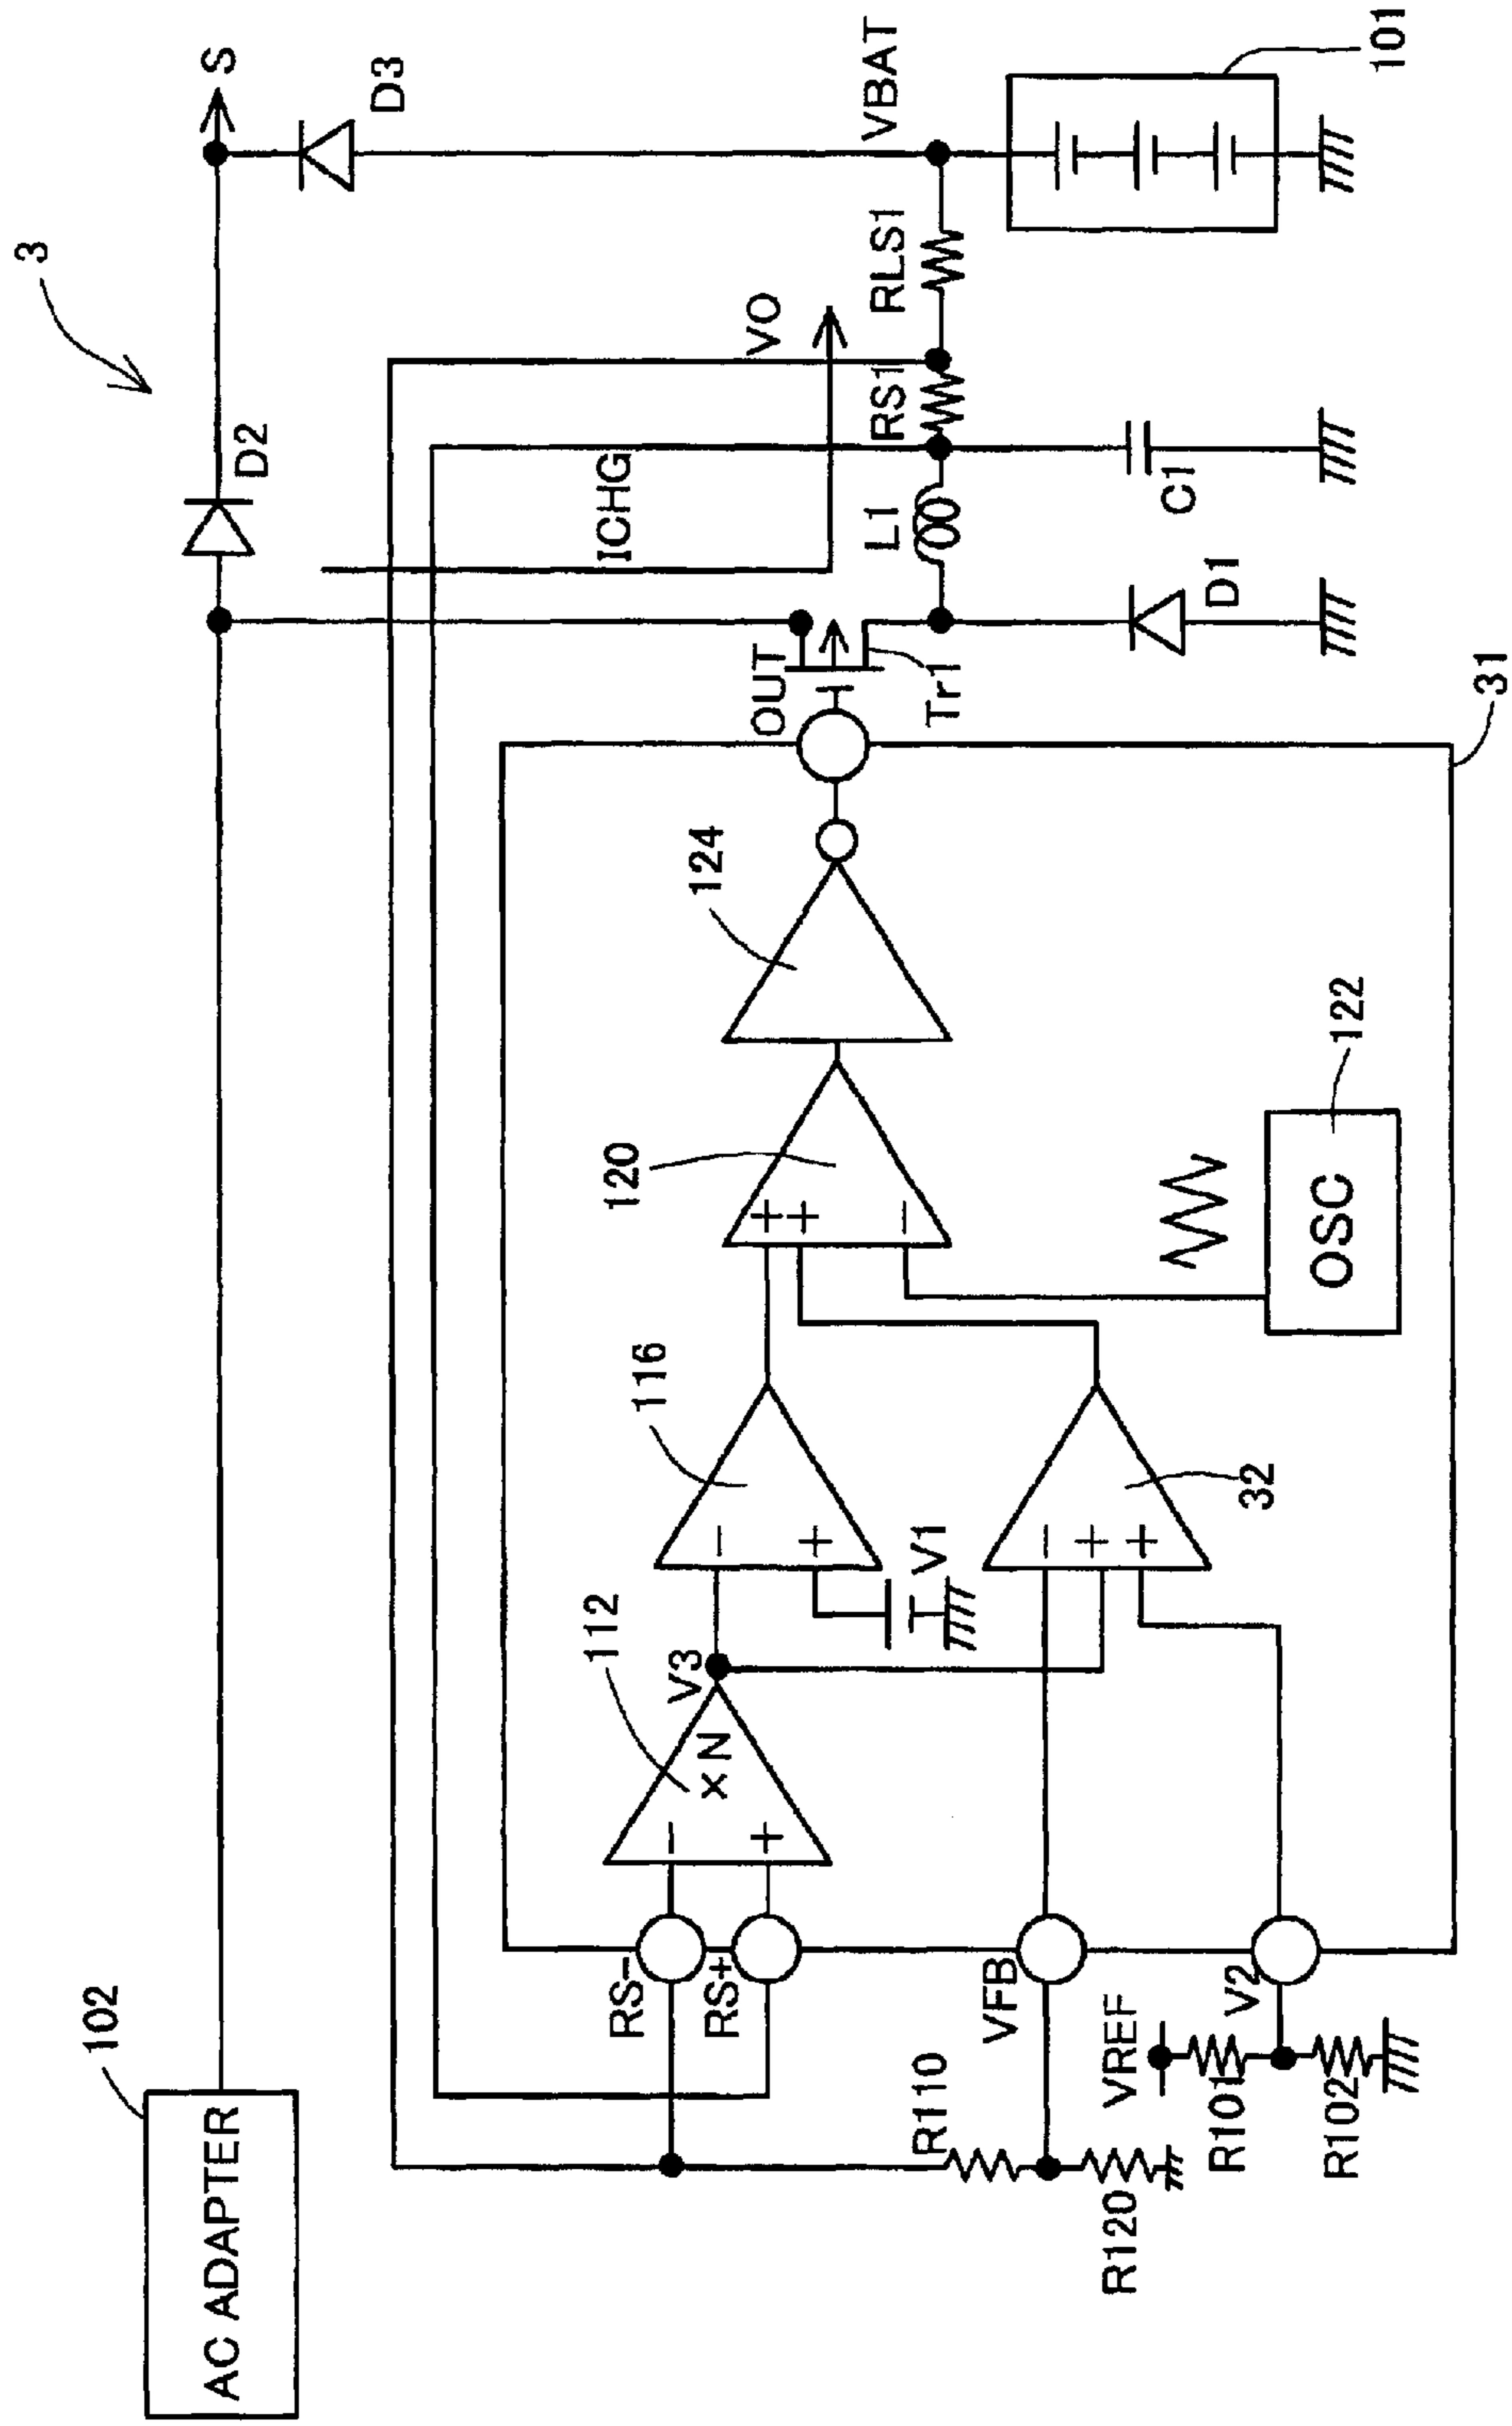 3
102
AC ADAPTER
D2
S
D3
ICHG
VO
OUT
Tr1
L1
RS1
RLS1
VBAT
D1
C1
101
RS-
RS+
VFB
V2
R110
R120
VREF
R101
R102
112
×N
-
+
V3
116
-
+
V1
32
-
+
+
120
+
+
-
124
OSC
122
31